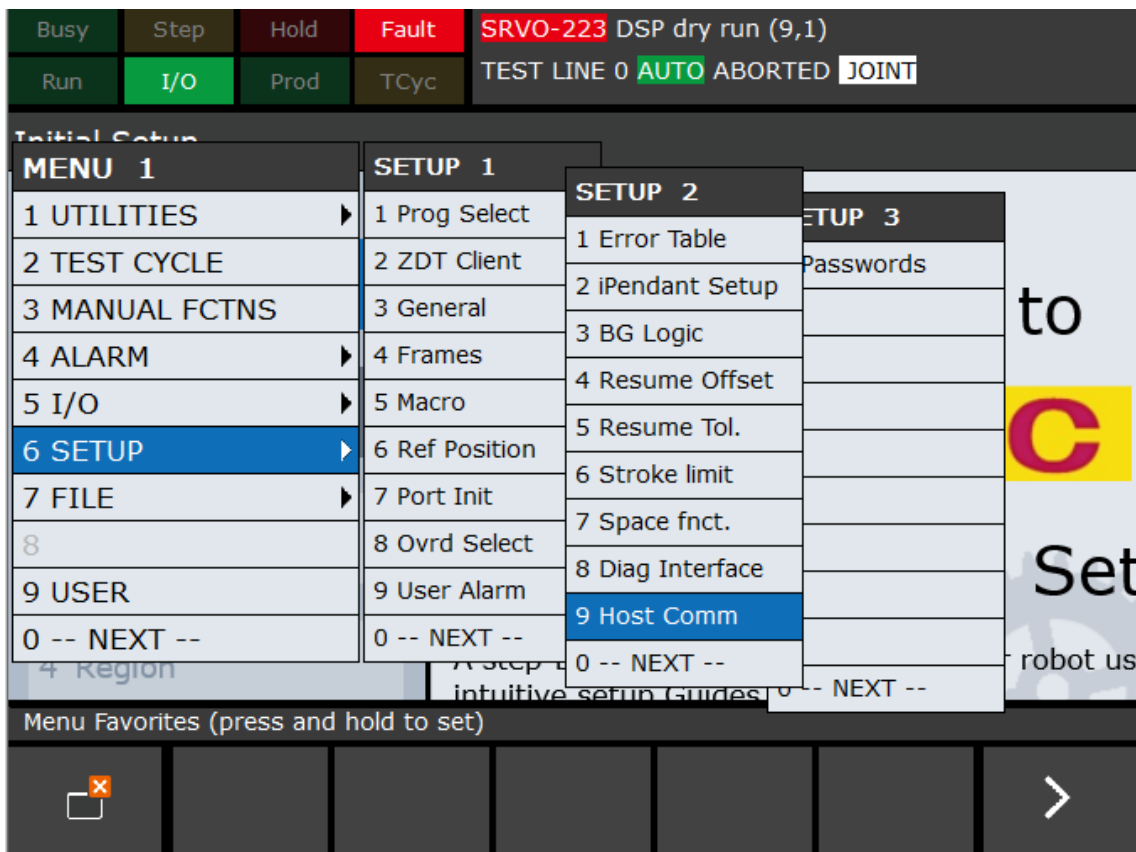 Busy Step Hold Fault SRVO-223 DSP dry run (9,1)
Run I/O Prod TCyc TEST LINE 0 AUTO ABORTED JOINT
Initial Setup
MENU 1
1 UTILITIES
2 TEST CYCLE
3 MANUAL FCTNS
4 ALARM
5 I/O
6 SETUP
7 FILE
8
9 USER
0 -- NEXT --
SETUP 1
1 Prog Select
2 ZDT Client
3 General
4 Frames
5 Macro
6 Ref Position
7 Port Init
8 Ovrd Select
9 User Alarm
0 -- NEXT --
SETUP 2
1 Error Table
2 iPendant Setup
3 BG Logic
4 Resume Offset
5 Resume Tol.
6 Stroke limit
7 Space fnct.
8 Diag Interface
9 Host Comm
0 -- NEXT --
ETUP 3
Passwords
0 -- NEXT --
to
C
Set
4 Region
A step robot us
intuitive setup Guides
Menu Favorites (press and hold to set)